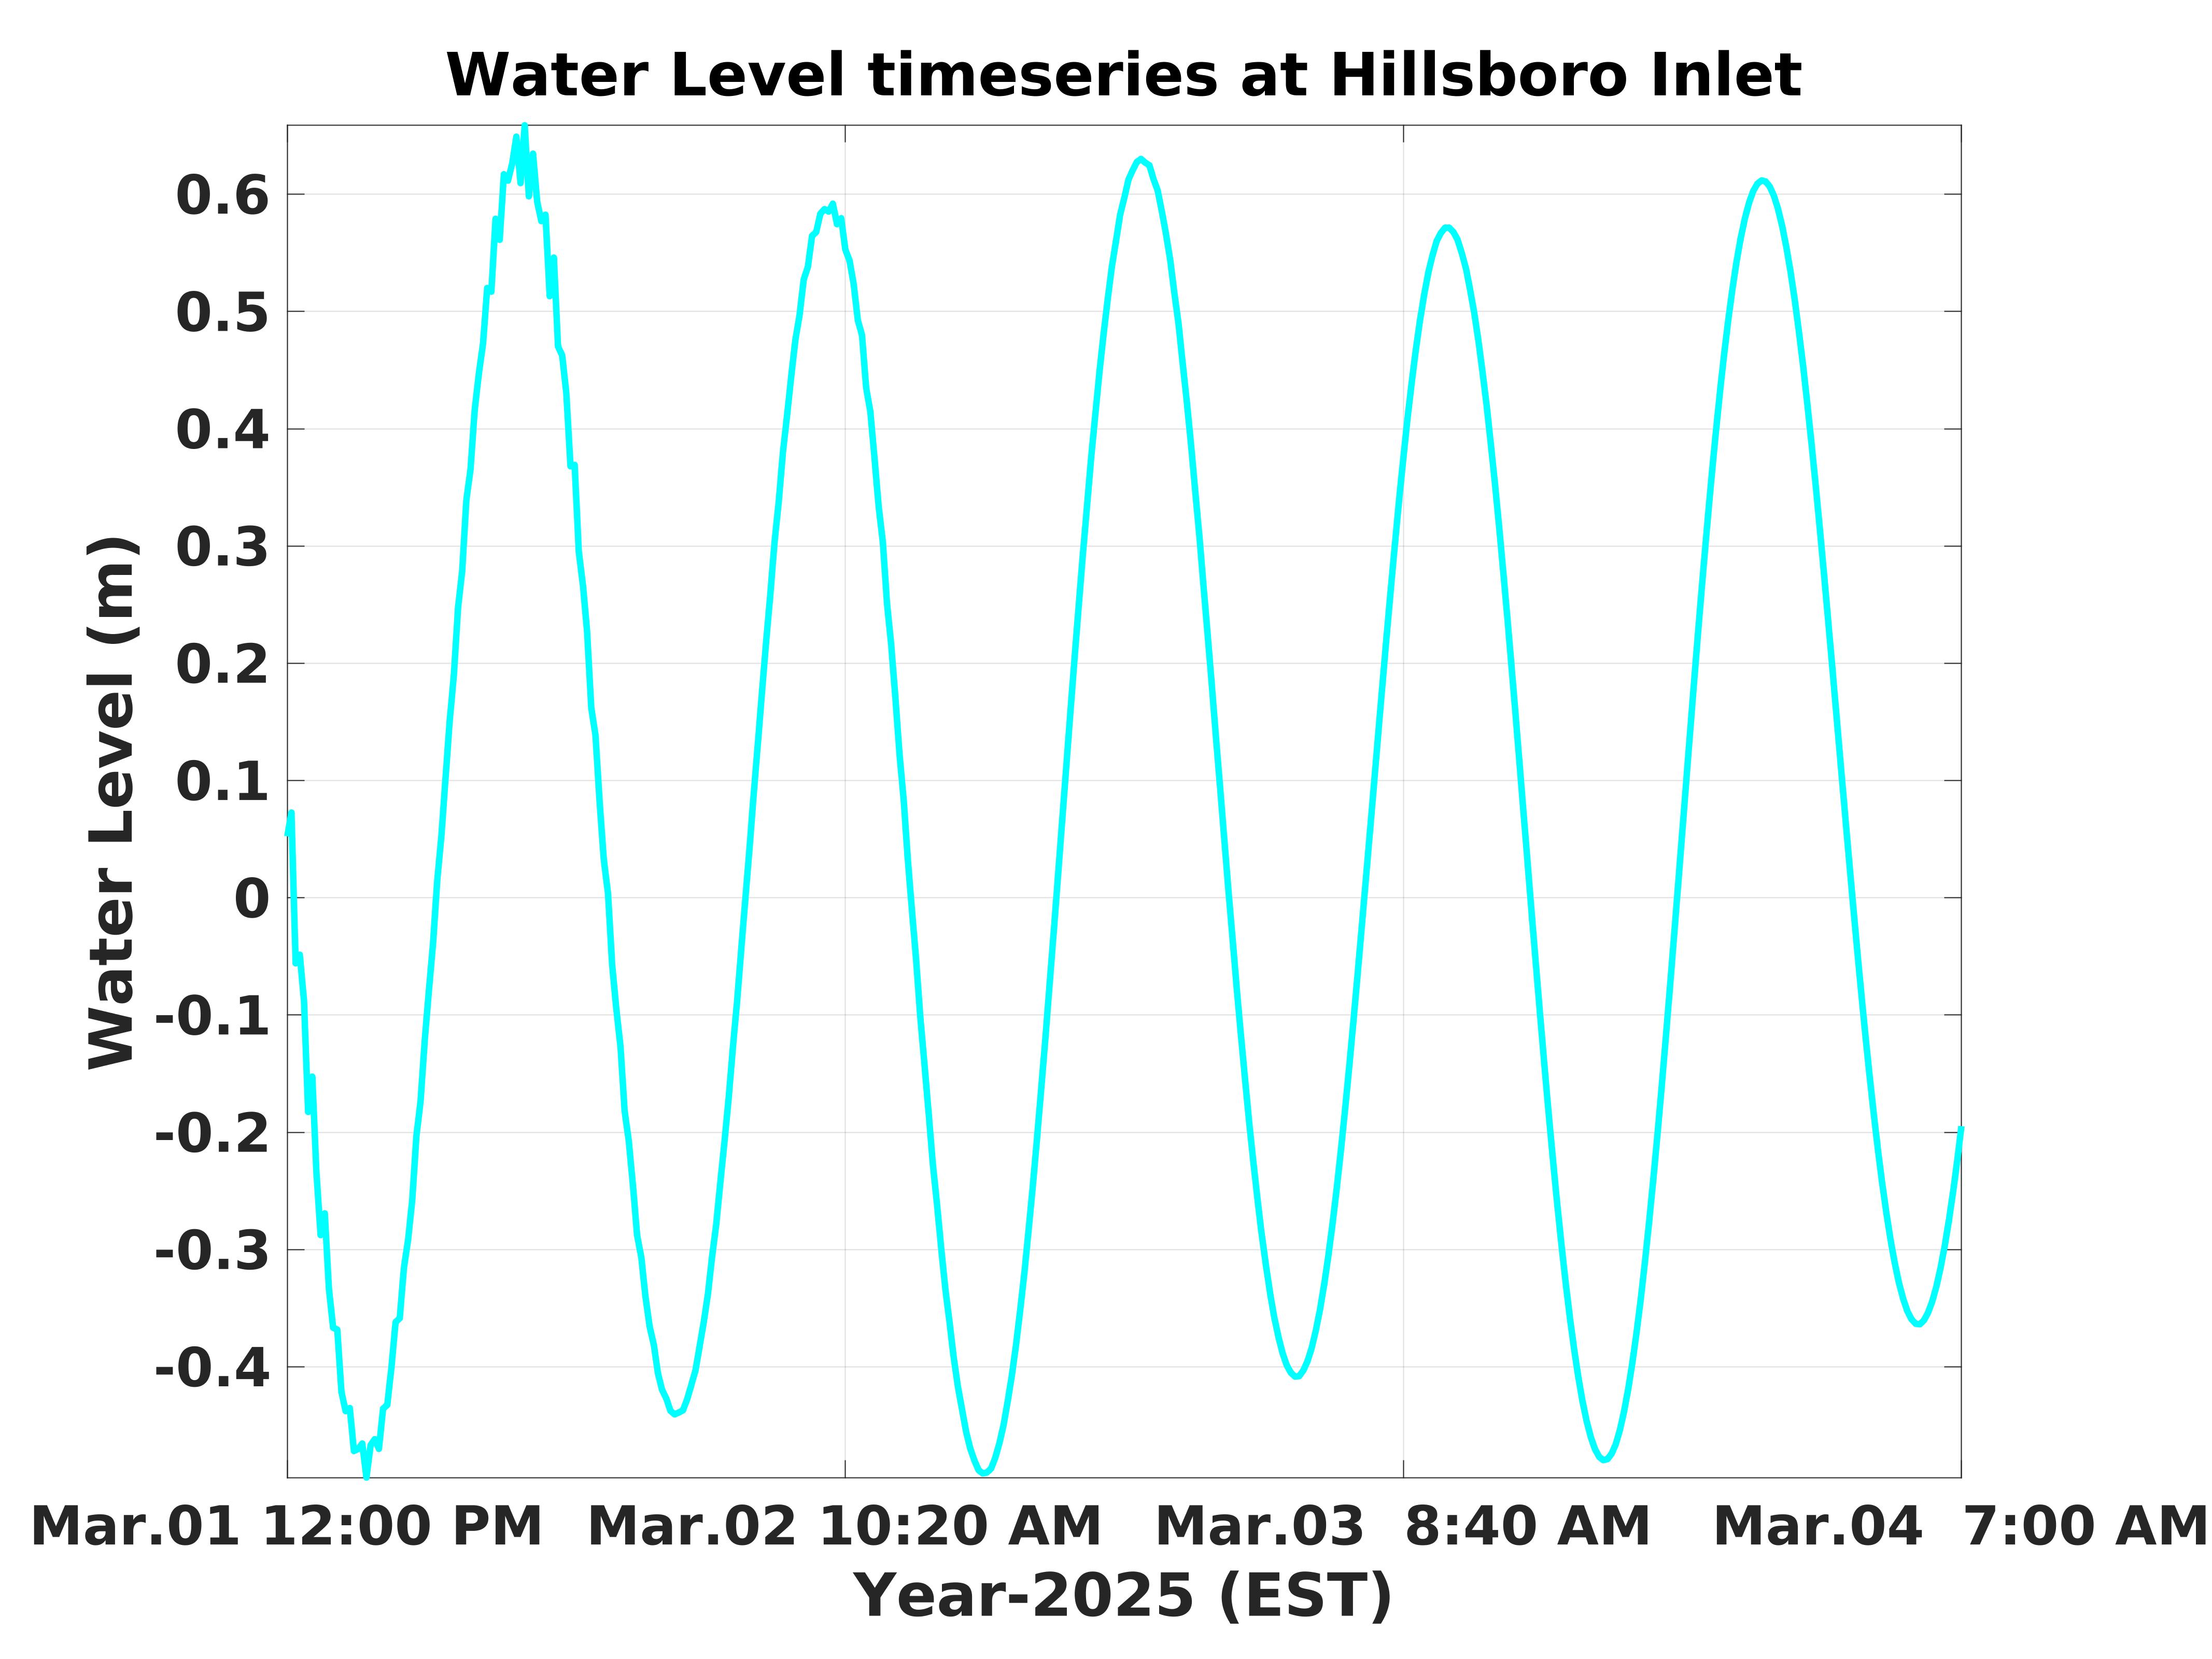 Water Level timeseries at Hillsboro Inlet
Water Level (m)
0.6
0.5
0.4
0.3
0.2
0.1
0
-0.1
-0.2
-0.3
-0.4
Mar.01 12:00 PM Mar.02 10:20 AM Mar.03 8:40 AM Mar.04 7:00 AM
Year-2025 (EST)